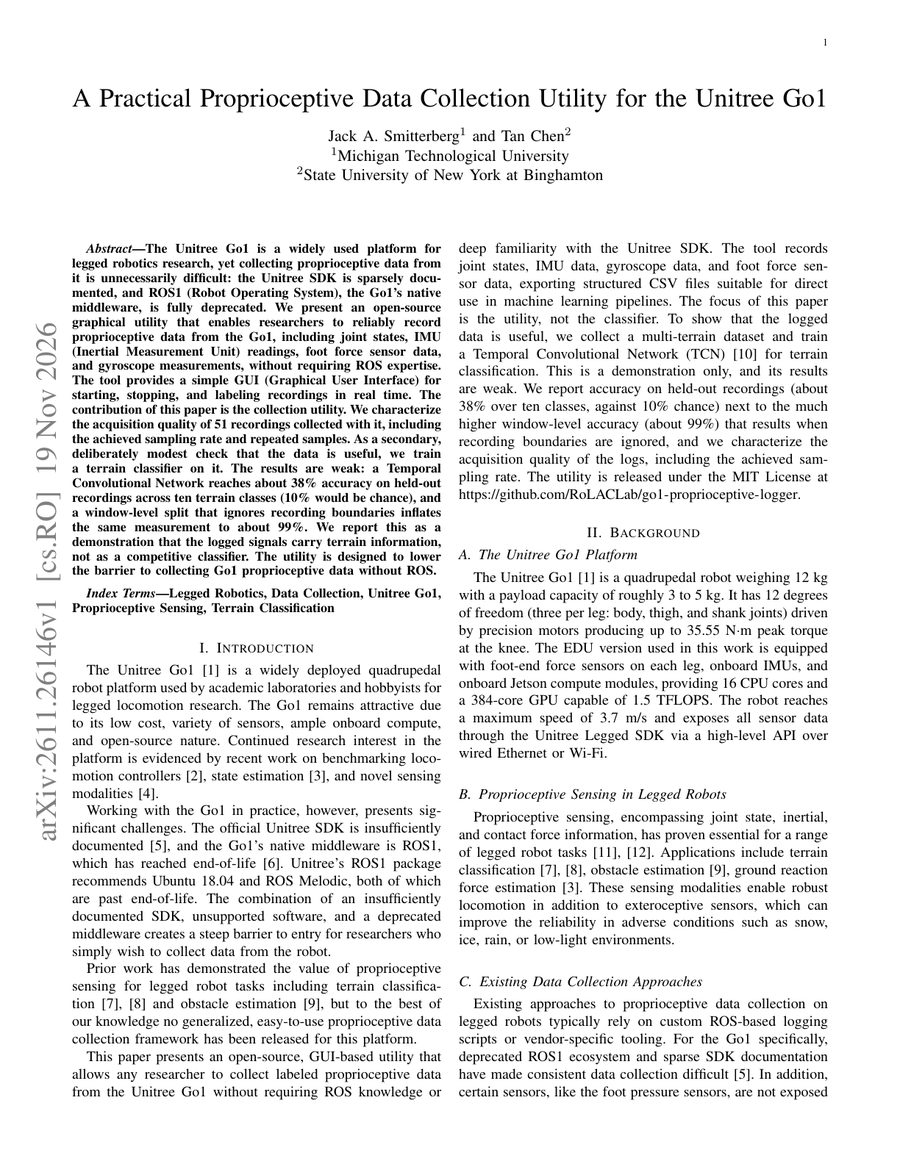 1
A Practical Proprioceptive Data Collection Utility for the Unitree Go1
Jack A. Smitterberg1 and Tan Chen2
1Michigan Technological University
2State University of New York at Binghamton
arXiv:2611.26146v1 [cs.RO] 19 Nov 2026
Abstract—The Unitree Go1 is a widely used platform for
legged robotics research, yet collecting proprioceptive data from
it is unnecessarily difficult: the Unitree SDK is sparsely docu-
mented, and ROS1 (Robot Operating System), the Go1's native
middleware, is fully deprecated. We present an open-source
graphical utility that enables researchers to reliably record
proprioceptive data from the Go1, including joint states, IMU
(Inertial Measurement Unit) readings, foot force sensor data,
and gyroscope measurements, without requiring ROS expertise.
The tool provides a simple GUI (Graphical User Interface) for
starting, stopping, and labeling recordings in real time. The
contribution of this paper is the collection utility. We characterize
the acquisition quality of 51 recordings collected with it, including
the achieved sampling rate and repeated samples. As a secondary,
deliberately modest check that the data is useful, we train
a terrain classifier on it. The results are weak: a Temporal
Convolutional Network reaches about 38% accuracy on held-out
recordings across ten terrain classes (10% would be chance), and
a window-level split that ignores recording boundaries inflates
the same measurement to about 99%. We report this as a
demonstration that the logged signals carry terrain information,
not as a competitive classifier. The utility is designed to lower
the barrier to collecting Go1 proprioceptive data without ROS.
Index Terms—Legged Robotics, Data Collection, Unitree Go1,
Proprioceptive Sensing, Terrain Classification
I. INTRODUCTION
The Unitree Go1 [1] is a widely deployed quadrupedal
robot platform used by academic laboratories and hobbyists for
legged locomotion research. The Go1 remains attractive due
to its low cost, variety of sensors, ample onboard compute,
and open-source nature. Continued research interest in the
platform is evidenced by recent work on benchmarking loco-
motion controllers [2], state estimation [3], and novel sensing
modalities [4].
Working with the Go1 in practice, however, presents sig-
nificant challenges. The official Unitree SDK is insufficiently
documented [5], and the Go1's native middleware is ROS1,
which has reached end-of-life [6]. Unitree's ROS1 package
recommends Ubuntu 18.04 and ROS Melodic, both of which
are past end-of-life. The combination of an insufficiently
documented SDK, unsupported software, and a deprecated
middleware creates a steep barrier to entry for researchers who
simply wish to collect data from the robot.
Prior work has demonstrated the value of proprioceptive
sensing for legged robot tasks including terrain classifica-
tion [7], [8] and obstacle estimation [9], but to the best of
our knowledge no generalized, easy-to-use proprioceptive data
collection framework has been released for this platform.
This paper presents an open-source, GUI-based utility that
allows any researcher to collect labeled proprioceptive data
from the Unitree Go1 without requiring ROS knowledge or
deep familiarity with the Unitree SDK. The tool records
joint states, IMU data, gyroscope data, and foot force sen-
sor data, exporting structured CSV files suitable for direct
use in machine learning pipelines. The focus of this paper
is the utility, not the classifier. To show that the logged
data is useful, we collect a multi-terrain dataset and train
a Temporal Convolutional Network (TCN) [10] for terrain
classification. This is a demonstration only, and its results
are weak. We report accuracy on held-out recordings (about
38% over ten classes, against 10% chance) next to the much
higher window-level accuracy (about 99%) that results when
recording boundaries are ignored, and we characterize the
acquisition quality of the logs, including the achieved sam-
pling rate. The utility is released under the MIT License at
https://github.com/RoLACLab/go1-proprioceptive-logger.
II. BACKGROUND
A. The Unitree Go1 Platform
The Unitree Go1 [1] is a quadrupedal robot weighing 12 kg
with a payload capacity of roughly 3 to 5 kg. It has 12 degrees
of freedom (three per leg: body, thigh, and shank joints) driven
by precision motors producing up to 35.55 N·m peak torque
at the knee. The EDU version used in this work is equipped
with foot-end force sensors on each leg, onboard IMUs, and
onboard Jetson compute modules, providing 16 CPU cores and
a 384-core GPU capable of 1.5 TFLOPS. The robot reaches
a maximum speed of 3.7 m/s and exposes all sensor data
through the Unitree Legged SDK via a high-level API over
wired Ethernet or Wi-Fi.
B. Proprioceptive Sensing in Legged Robots
Proprioceptive sensing, encompassing joint state, inertial,
and contact force information, has proven essential for a range
of legged robot tasks [11], [12]. Applications include terrain
classification [7], [8], obstacle estimation [9], ground reaction
force estimation [3]. These sensing modalities enable robust
locomotion in addition to exteroceptive sensors, which can
improve the reliability in adverse conditions such as snow,
ice, rain, or low-light environments.
C. Existing Data Collection Approaches
Existing approaches to proprioceptive data collection on
legged robots typically rely on custom ROS-based logging
scripts or vendor-specific tooling. For the Go1 specifically,
deprecated ROS1 ecosystem and sparse SDK documentation
have made consistent data collection difficult [5]. In addition,
certain sensors, like the foot pressure sensors, are not exposed